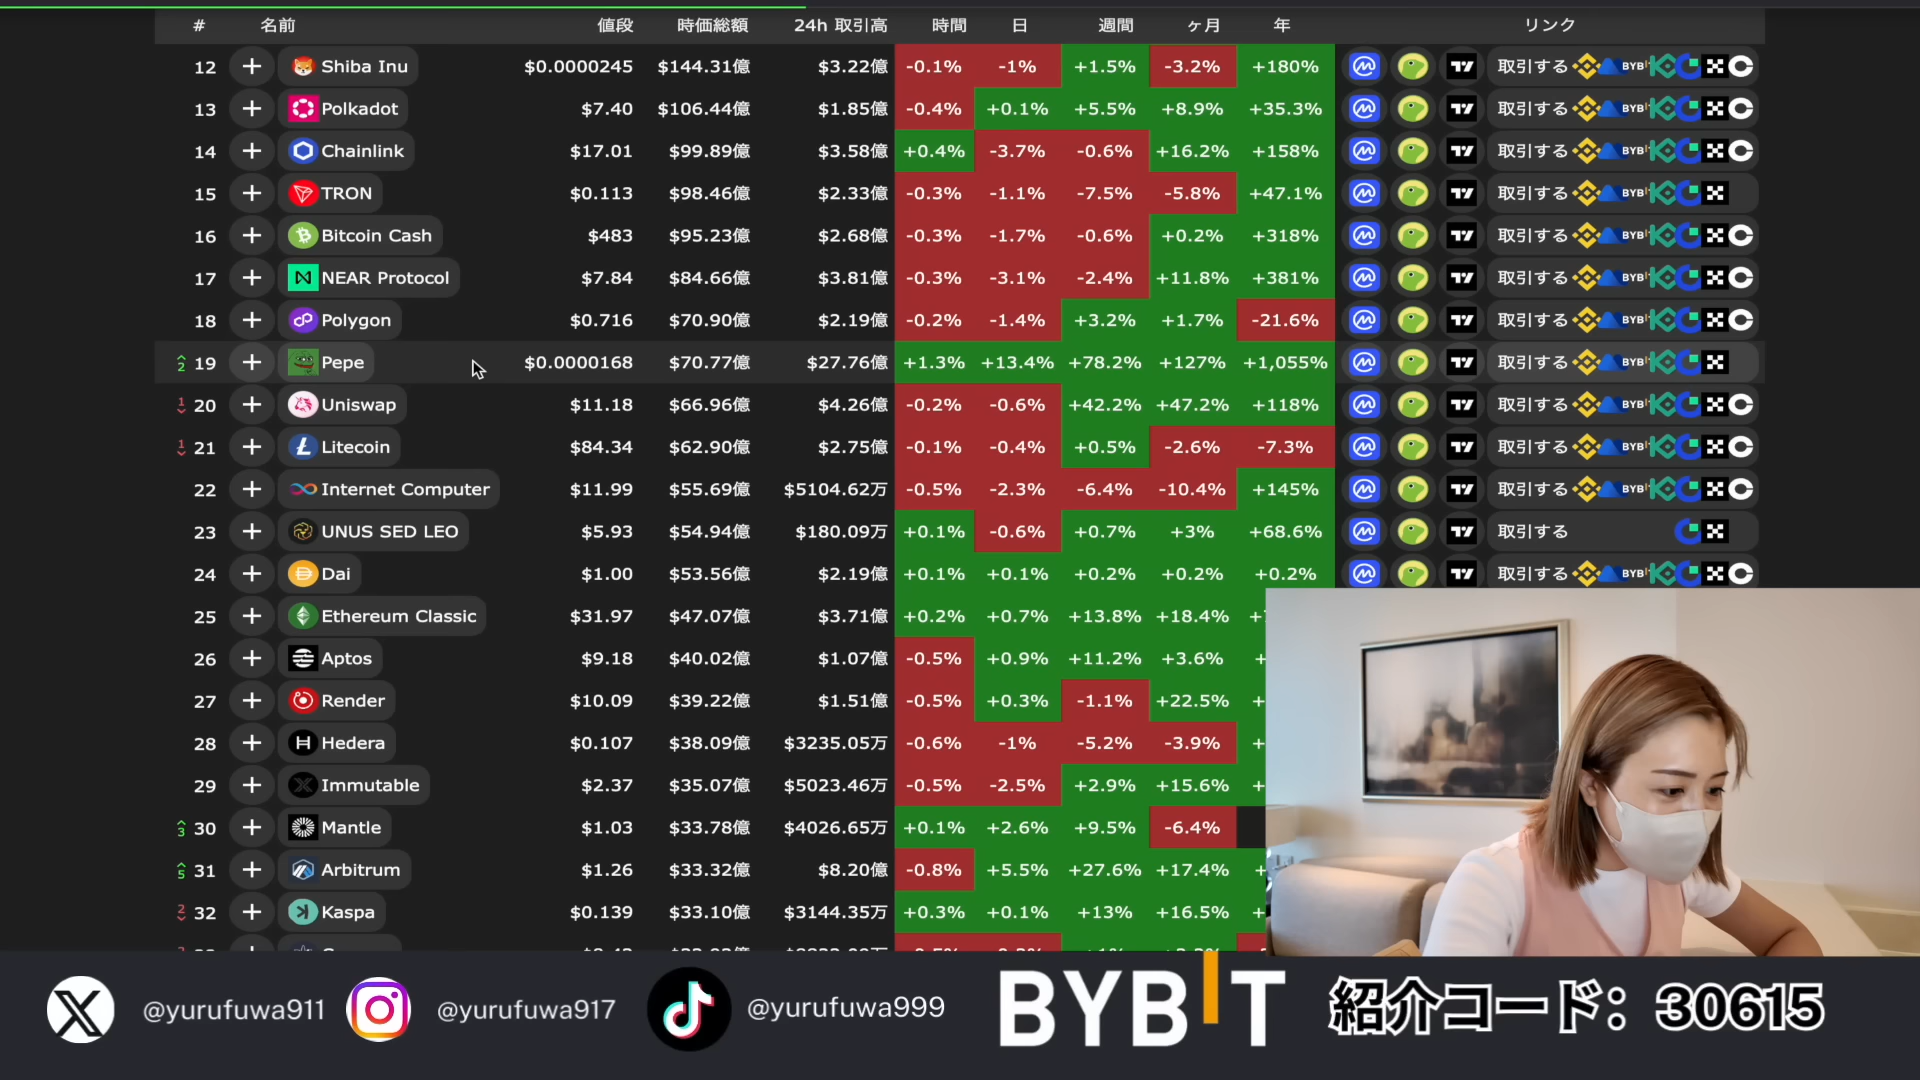 # 名前 値段 時価総額 24h 取引高 時間 日 週間 ヶ月 年 リンク
12 + Shiba Inu $0.0000245 $144.31億 $3.22億 -0.1% -1% +1.5% -3.2% +180% 取引する BYB
13 + Polkadot $7.40 $106.44億 $1.85億 -0.4% +0.1% +5.5% +8.9% +35.3% 取引する BYB
14 + Chainlink $17.01 $99.89億 $3.58億 +0.4% -3.7% -0.6% +16.2% +158% 取引する BYB
15 + TRON $0.113 $98.46億 $2.33億 -0.3% -1.1% -7.5% -5.8% +47.1% 取引する BYB
16 + Bitcoin Cash $483 $95.23億 $2.68億 -0.3% -1.7% -0.6% +0.2% +318% 取引する BYB
17 + NEAR Protocol $7.84 $84.66億 $3.81億 -0.3% -3.1% -2.4% +11.8% +381% 取引する BYB
18 + Polygon $0.716 $70.90億 $2.19億 -0.2% -1.4% +3.2% +1.7% -21.6% 取引する BYB
2 19 + Pepe $0.0000168 $70.77億 $27.76億 +1.3% +13.4% +78.2% +127% +1,055% 取引する BYB
1 20 + Uniswap $11.18 $66.96億 $4.26億 -0.2% -0.6% +42.2% +47.2% +118% 取引する BYB
1 21 + Litecoin $84.34 $62.90億 $2.75億 -0.1% -0.4% +0.5% -2.6% -7.3% 取引する BYB
22 + Internet Computer $11.99 $55.69億 $5104.62万 -0.5% -2.3% -6.4% -10.4% +145% 取引する BYB
23 + UNUS SED LEO $5.93 $54.94億 $180.09万 +0.1% -0.6% +0.7% +3% +68.6% 取引する
24 + Dai $1.00 $53.56億 $2.19億 +0.1% +0.1% +0.2% +0.2% +0.2% 取引する BYB
25 + Ethereum Classic $31.97 $47.07億 $3.71億 +0.2% +0.7% +13.8% +18.4% +
26 + Aptos $9.18 $40.02億 $1.07億 -0.5% +0.9% +11.2% +3.6% +
27 + Render $10.09 $39.22億 $1.51億 -0.5% +0.3% -1.1% +22.5% +
28 + Hedera $0.107 $38.09億 $3235.05万 -0.6% -1% -5.2% -3.9% +
29 + Immutable $2.37 $35.07億 $5023.46万 -0.5% -2.5% +2.9% +15.6% +
3 30 + Mantle $1.03 $33.78億 $4026.65万 +0.1% +2.6% +9.5% -6.4%
5 31 + Arbitrum $1.26 $33.32億 $8.20億 -0.8% +5.5% +27.6% +17.4% +
2 32 + Kaspa $0.139 $33.10億 $3144.35万 +0.3% +0.1% +13% +16.5% +
@yurufuwa911 @yurufuwa917 @yurufuwa999 BYBIT 紹介コード：30615